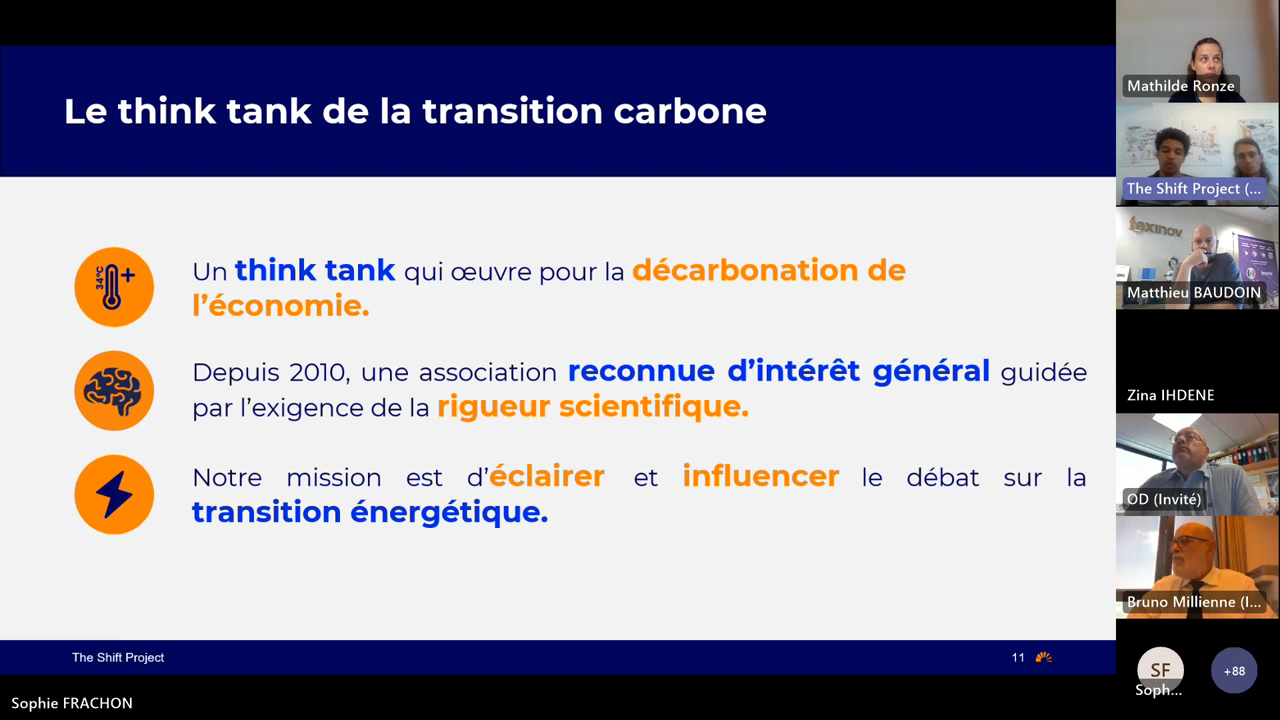 Le think tank de la transition carbone
34°C
Un think tank qui œuvre pour la décarbonation de
l’économie.
Depuis 2010, une association reconnue d’intérêt général guidée
par l’exigence de la rigueur scientifique.
Notre mission est d’éclairer et influencer le débat sur la
transition énergétique.
The Shift Project
11
Sophie FRACHON
Mathilde Ronze
The Shift Project (...
texinov
Matthieu BAUDOIN
Zina IHDENE
OD (Invité)
Bruno Millienne (I...
SF
Soph...
+88